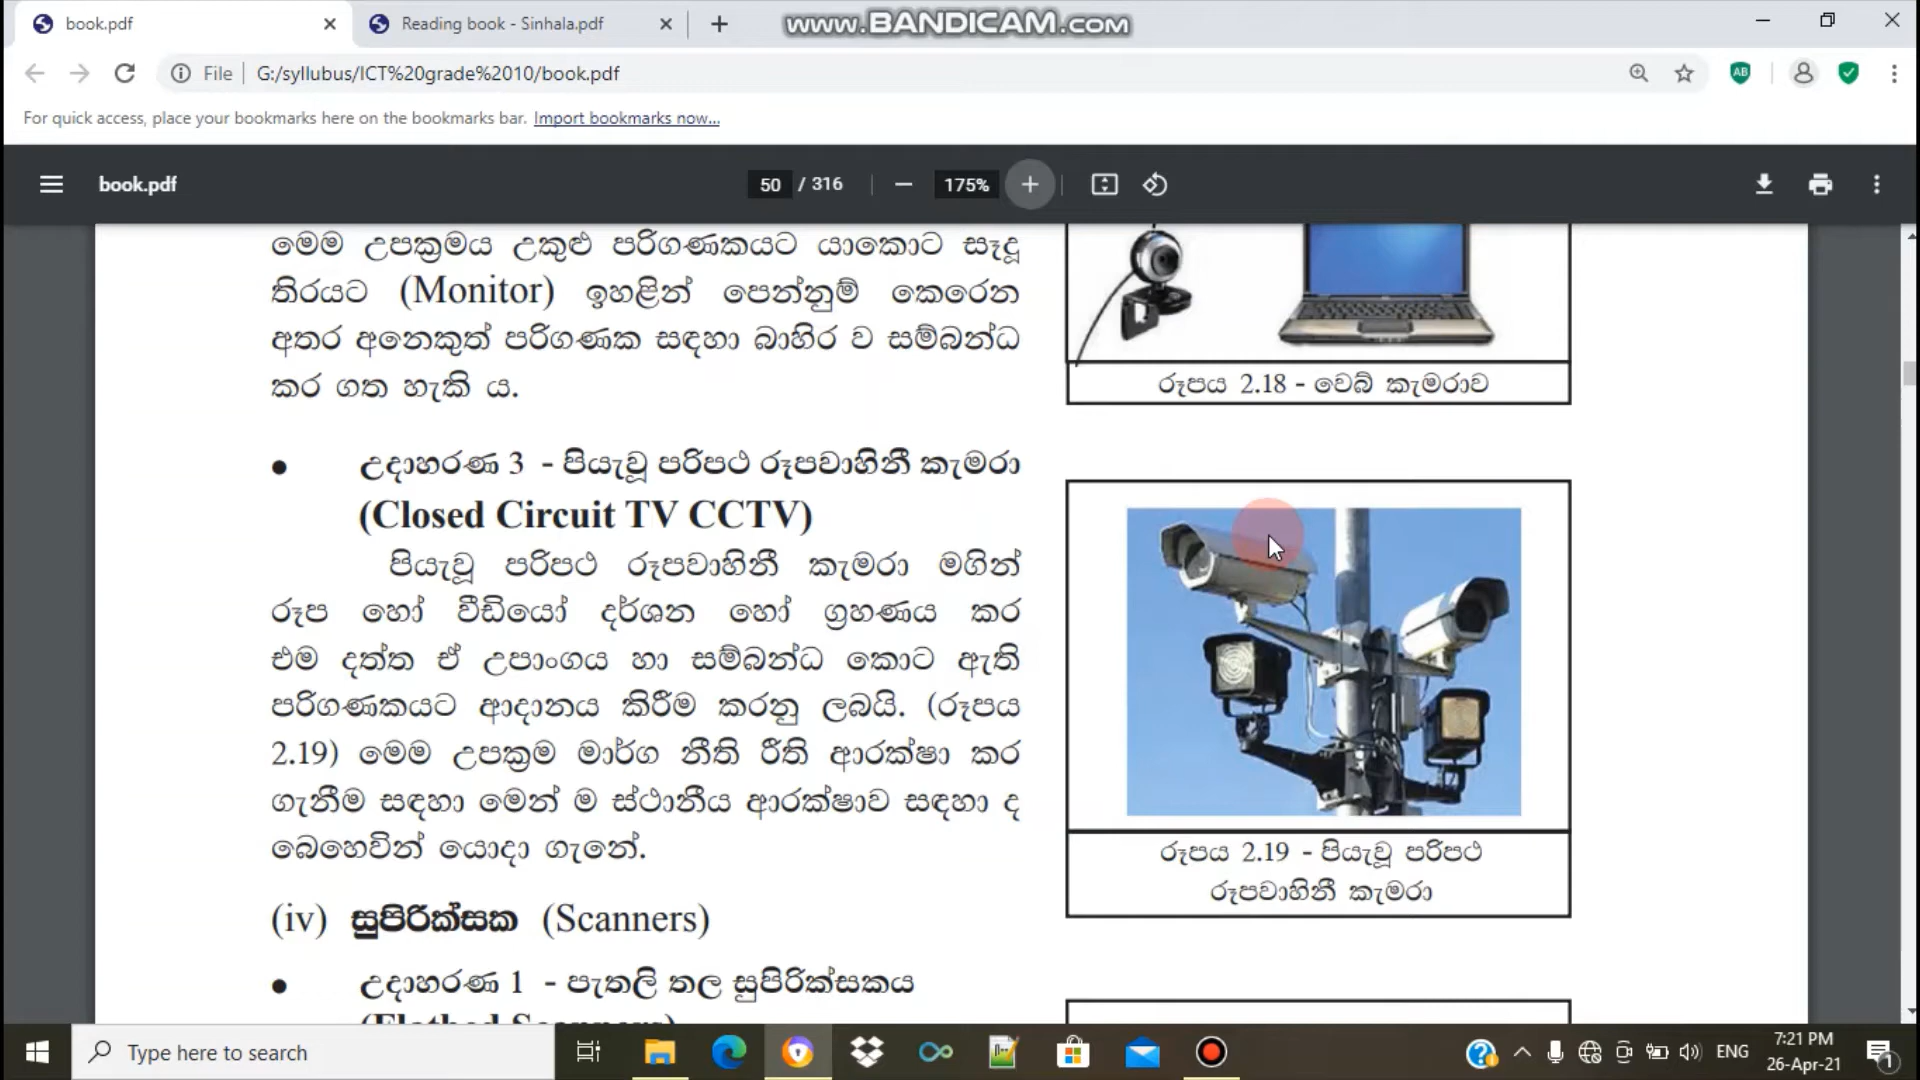 book.pdf
Reading book - Sinhala.pdf
www.BANDICAM.com
File
G:/syllubus/ICT%20grade%2010/book.pdf
For quick access, place your bookmarks here on the bookmarks bar. Import bookmarks now...
book.pdf
50 / 316
175%
මෙම උපක්‍රමය උකුළු පරිගණකයට යාකොට සෑදූ
තිරයට (Monitor) ඉහළින් පෙන්නුම් කෙරෙන
අතර අනෙකුත් පරිගණක සඳහා බාහිර ව සම්බන්ධ
කර ගත හැකි ය.
රූපය 2.18 - වෙබ් කැමරාව
● උදාහරණ 3 - පියැවූ පරිපථ රූපවාහිනී කැමරා
(Closed Circuit TV CCTV)
පියැවූ පරිපථ රූපවාහිනී කැමරා මගින්
රූප හෝ වීඩියෝ දර්ශන හෝ ග්‍රහණය කර
එම දත්ත ඒ උපාංගය හා සම්බන්ධ කොට ඇති
පරිගණකයට ආදානය කිරීම කරනු ලබයි. (රූපය
2.19) මෙම උපක්‍රම මාර්ග නීති රීති ආරක්ෂා කර
ගැනීම සඳහා මෙන් ම ස්ථානීය ආරක්ෂාව සඳහා ද
බෙහෙවින් යොදා ගැනේ.
රූපය 2.19 - පියැවූ පරිපථ
රූපවාහිනී කැමරා
(iv) සුපිරික්සක (Scanners)
● උදාහරණ 1 - පැතලි තල සුපිරික්සකය
(Flatbed Scanners)
Type here to search
ENG
7:21 PM
26-Apr-21
1